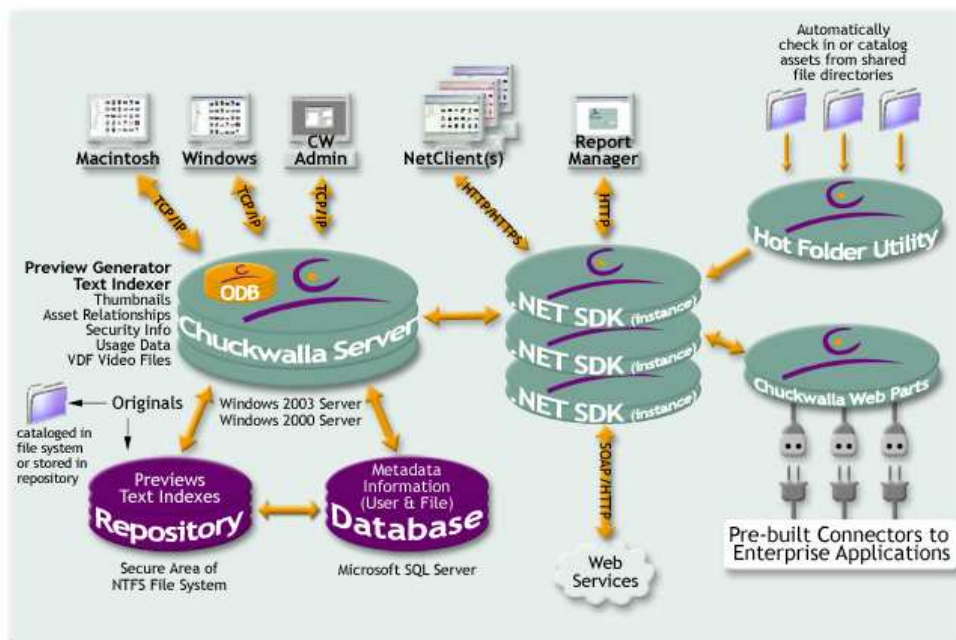 Automatically
check in or catalog
assets from shared
file directories
Macintosh
Windows
CW
Admin
NetClient(s)
Report
Manager
TCP/IP
TCP/IP
TCP/IP
HTTP/HTTPS
HTTP
Hot Folder Utility
Preview Generator
Text Indexer
Thumbnails
Asset Relationships
Security Info
Usage Data
VDF Video Files
ODB
Chuckwalla Server
.NET SDK (instance)
.NET SDK (instance)
.NET SDK (instance)
Chuckwalla Web Parts
Originals
cataloged in
file system
or stored in
repository
Windows 2003 Server
Windows 2000 Server
Previews
Text Indexes
Repository
Secure Area of
NTFS File System
Metadata
Information
(User & File)
Database
Microsoft SQL Server
SOAP/HTTP
Web
Services
Pre-built Connectors to
Enterprise Applications